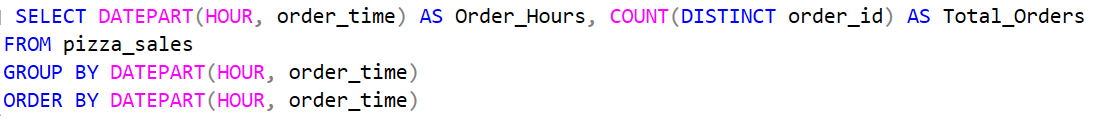 SELECT DATEPART(HOUR, order_time) AS Order_Hours, COUNT(DISTINCT order_id) AS Total_Orders
FROM pizza_sales
GROUP BY DATEPART(HOUR, order_time)
ORDER BY DATEPART(HOUR, order_time)